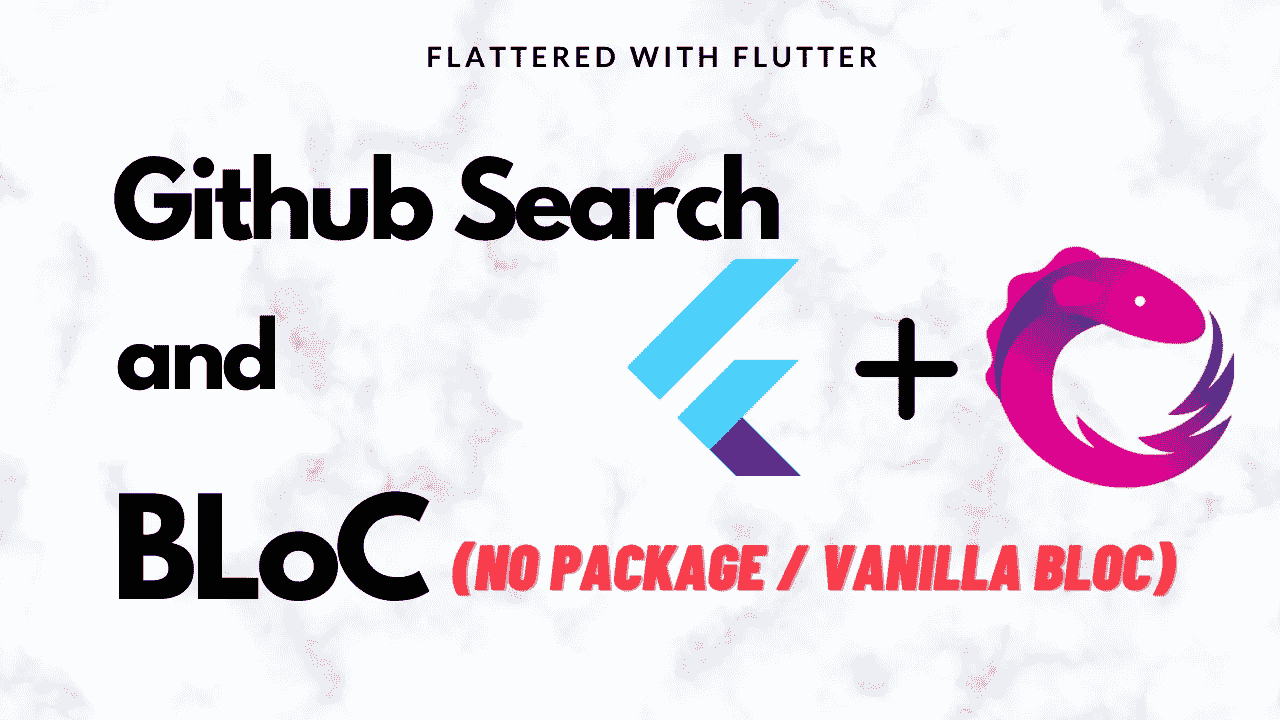 FLATTERED WITH FLUTTER
Github Search
and
BLoC (NO PACKAGE / VANILLA BLOC)